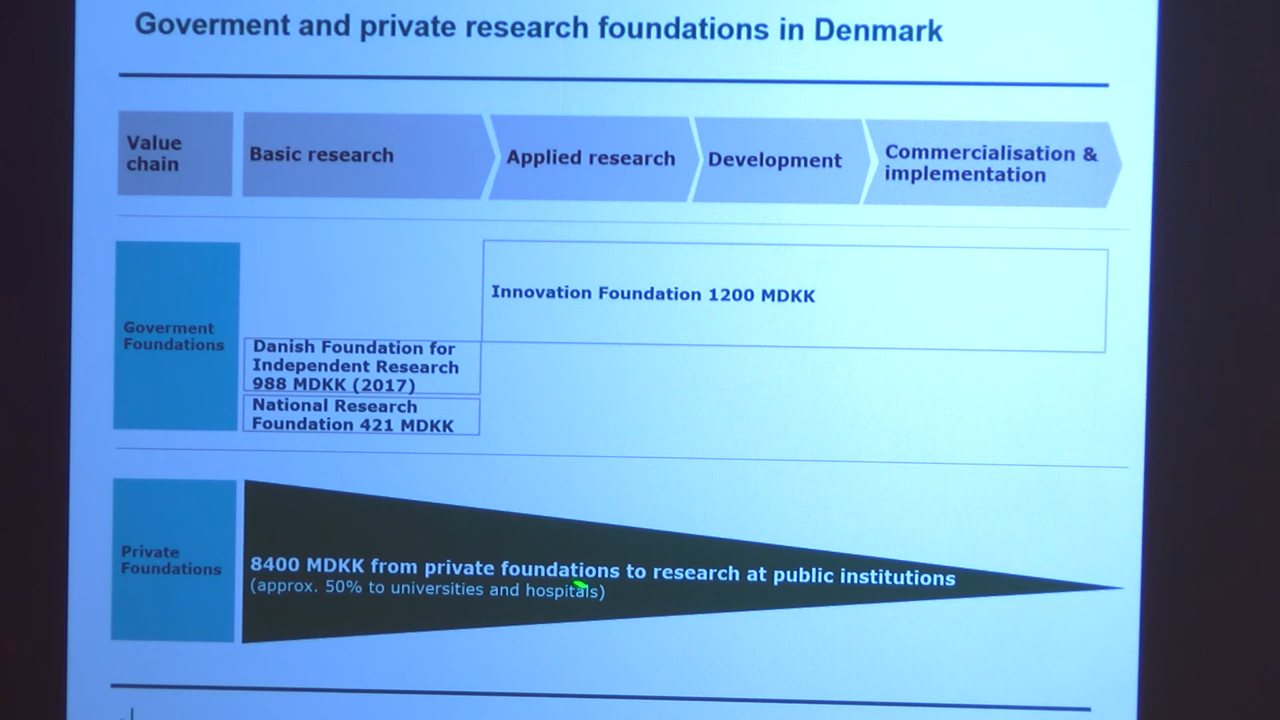 Goverment and private research foundations in Denmark
Value
chain
Basic research
Applied research
Development
Commercialisation &
implementation
Goverment
Foundations
Innovation Foundation 1200 MDKK
Danish Foundation for
Independent Research
988 MDKK (2017)
National Research
Foundation 421 MDKK
Private
Foundations
8400 MDKK from private foundations to research at public institutions
(approx. 50% to universities and hospitals)